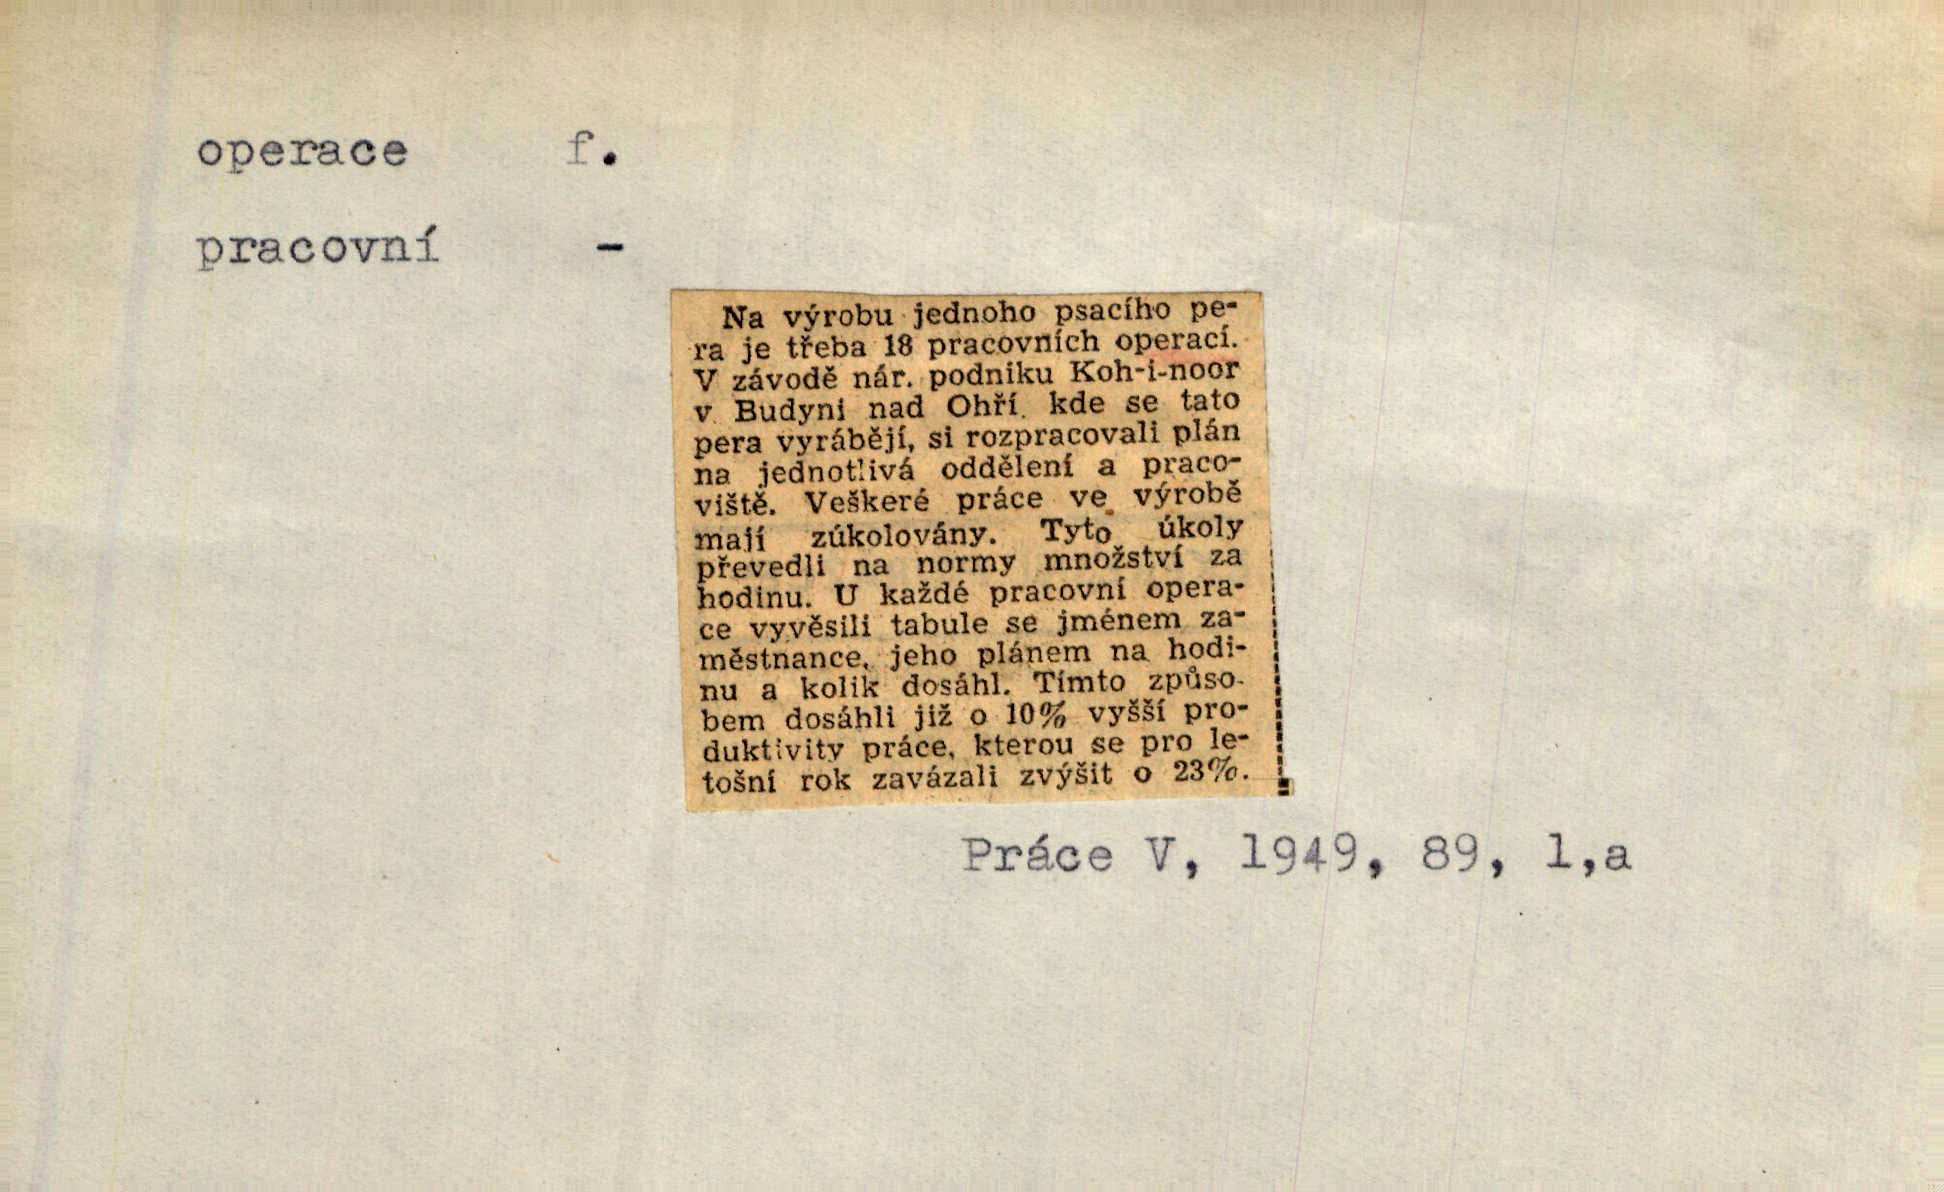 operace f.
pracovní -
Na výrobu jednoho psacího pe-
ra je třeba 18 pracovních operací.
V závodě nár. podniku Koh-i-noor
v Budyni nad Ohří, kde se tato
pera vyrábějí, si rozpracovali plán
na jednotlivá oddělení a praco-
viště. Veškeré práce ve výrobě
mají zúkolovány. Tyto úkoly
převedli na normy množství za
hodinu. U každé pracovní opera-
ce vyvěsili tabule se jménem za-
městnance, jeho plánem na hodi-
nu a kolik dosáhl. Tímto způso-
bem dosáhli již o 10% vyšší pro-
duktivity práce, kterou se pro le-
tošní rok zavázali zvýšit o 23%.
Práce V, 1949, 89, 1,a